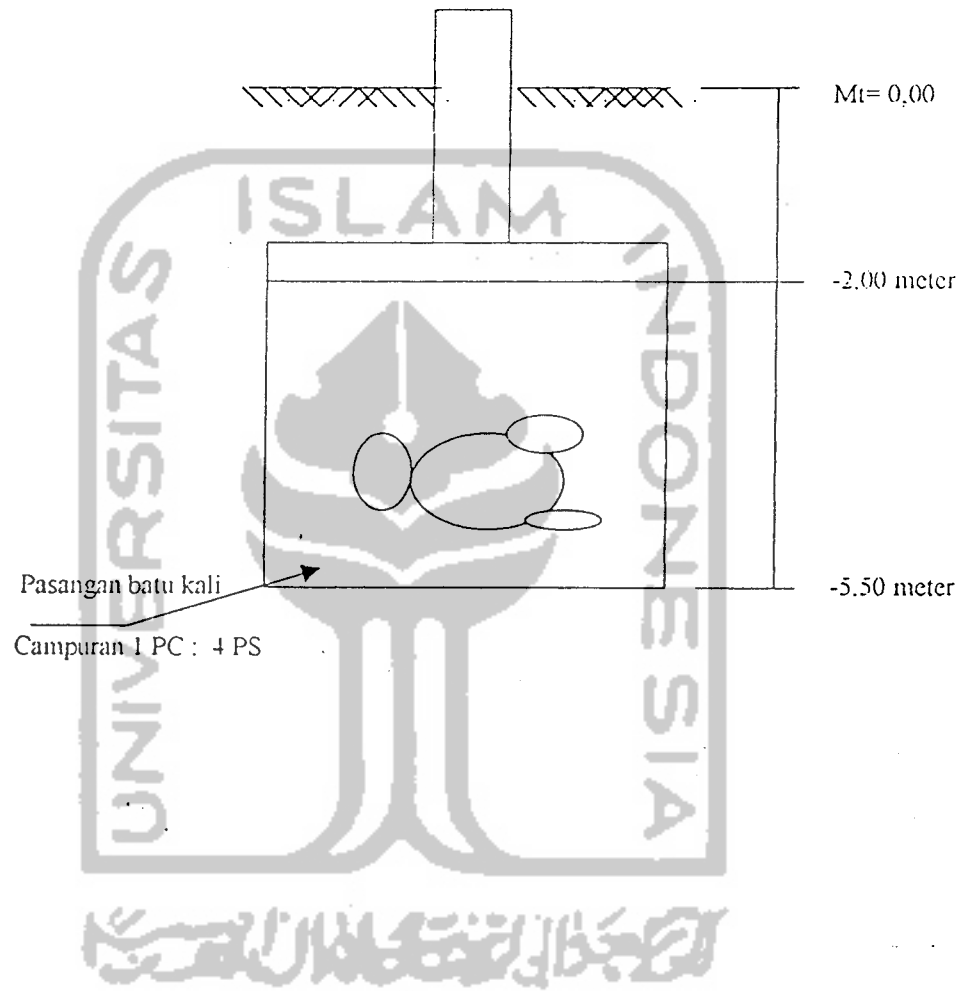 Mt= 0,00
ISLAM
UNIVERSITAS
INDONESIA
-2.00 meter
Pasangan batu kali
-5.50 meter
Campuran 1 PC : 4 PS